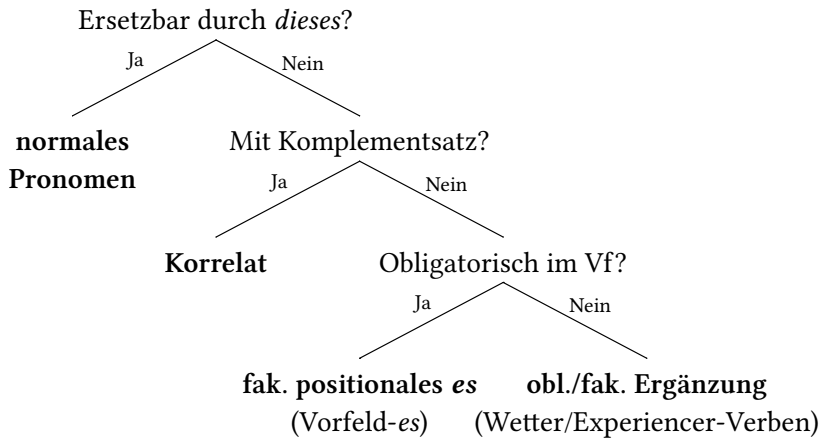 Ersetzbar durch dieses?
Ja
Nein
normales
Pronomen
Mit Komplementsatz?
Ja
Nein
Korrelat
Obligatorisch im Vf?
Ja
Nein
fak. positionales es
(Vorfeld-es)
obl./fak. Ergänzung
(Wetter/Experiencer-Verben)